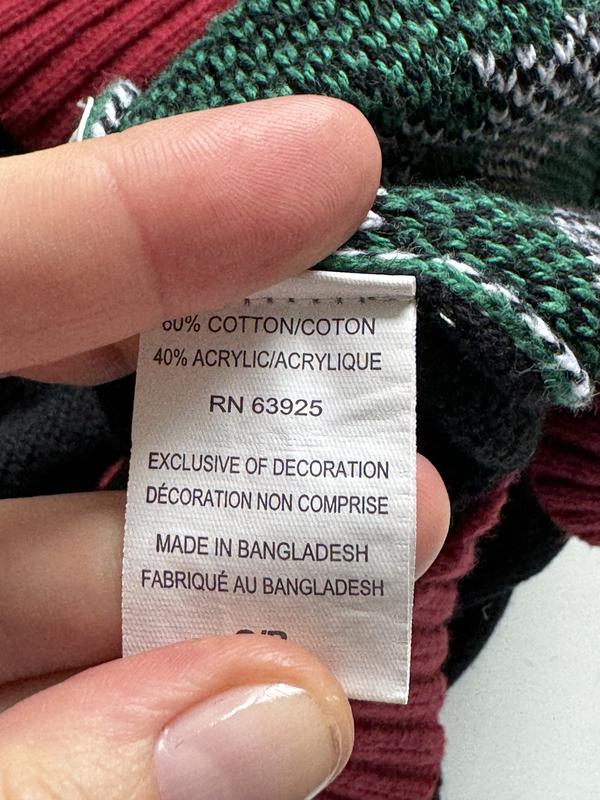 60% COTTON/COTON
40% ACRYLIC/ACRYLIQUE
RN 63925
EXCLUSIVE OF DECORATION
DÉCORATION NON COMPRISE
MADE IN BANGLADESH
FABRIQUÉ AU BANGLADESH